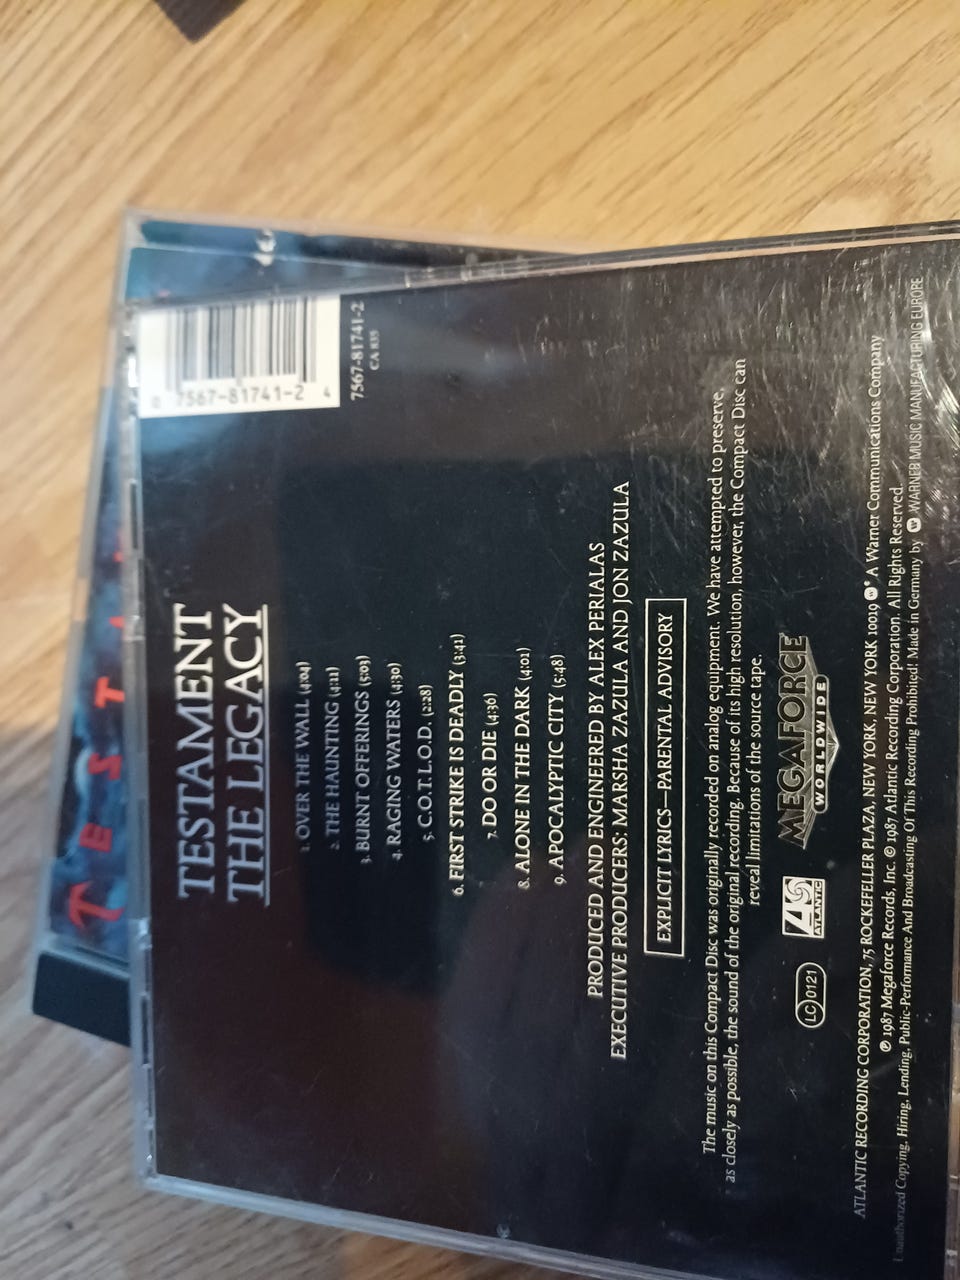 TESTAMENT
THE LEGACY
1. OVER THE WALL (4:04)
2. THE HAUNTING (4:11)
3. BURNT OFFERINGS (5:03)
4. RAGING WATERS (4:30)
5. C.O.T.L.O.D. (2:28)
6. FIRST STRIKE IS DEADLY (3:41)
7. DO OR DIE (4:36)
8. ALONE IN THE DARK (4:01)
9. APOCALYPTIC CITY (5:48)
PRODUCED AND ENGINEERED BY ALEX PERIALAS
EXECUTIVE PRODUCERS: MARSHA ZAZULA AND JON ZAZULA
EXPLICIT LYRICS—PARENTAL ADVISORY
The music on this Compact Disc was originally recorded on analog equipment. We have attempted to preserve,
as closely as possible, the sound of the original recording. Because of its high resolution, however, the Compact Disc can
reveal limitations of the source tape.
LC 0121
ATLANTIC
MEGAFORCE
WORLDWIDE
ATLANTIC RECORDING CORPORATION, 75 ROCKEFELLER PLAZA, NEW YORK, NEW YORK 10019 A Warner Communications Company
℗ 1987 Megaforce Records, Inc. © 1987 Atlantic Recording Corporation. All Rights Reserved.
Unauthorized Copying, Hiring, Lending, Public-Performance And Broadcasting Of This Recording Prohibited! Made in Germany by WARNER MUSIC MANUFACTURING EUROPE
0 7567-81741-2 4
7567-81741-2
CA 835
TESTA